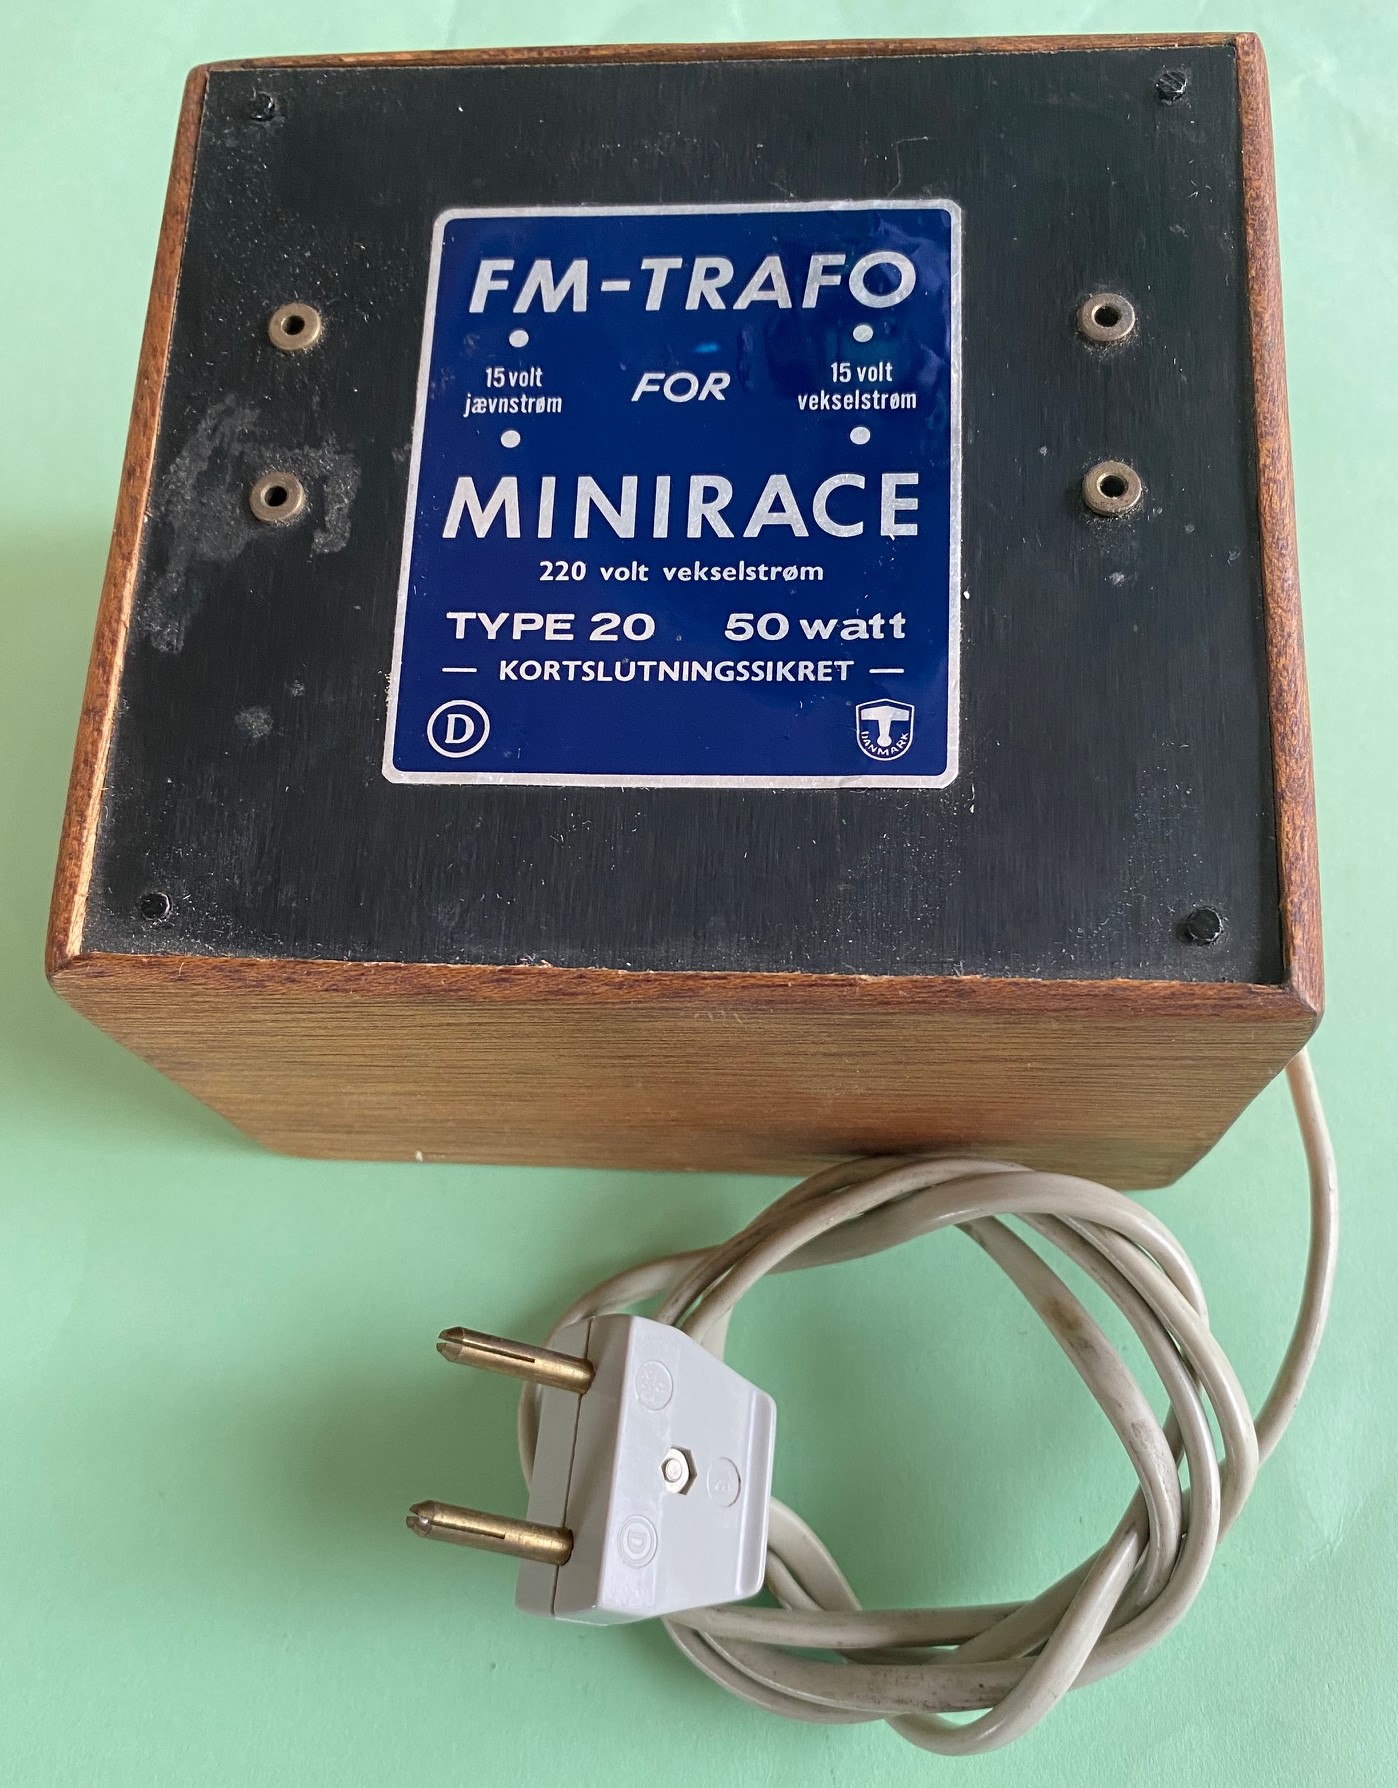 FM-TRAFO
15 volt
jævnstrøm
FOR
15 volt
vekselstrøm
MINIRACE
220 volt vekselstrøm
TYPE 20 50 watt
— KORTSLUTNINGSSIKRET —
D
T
DANMARK
D